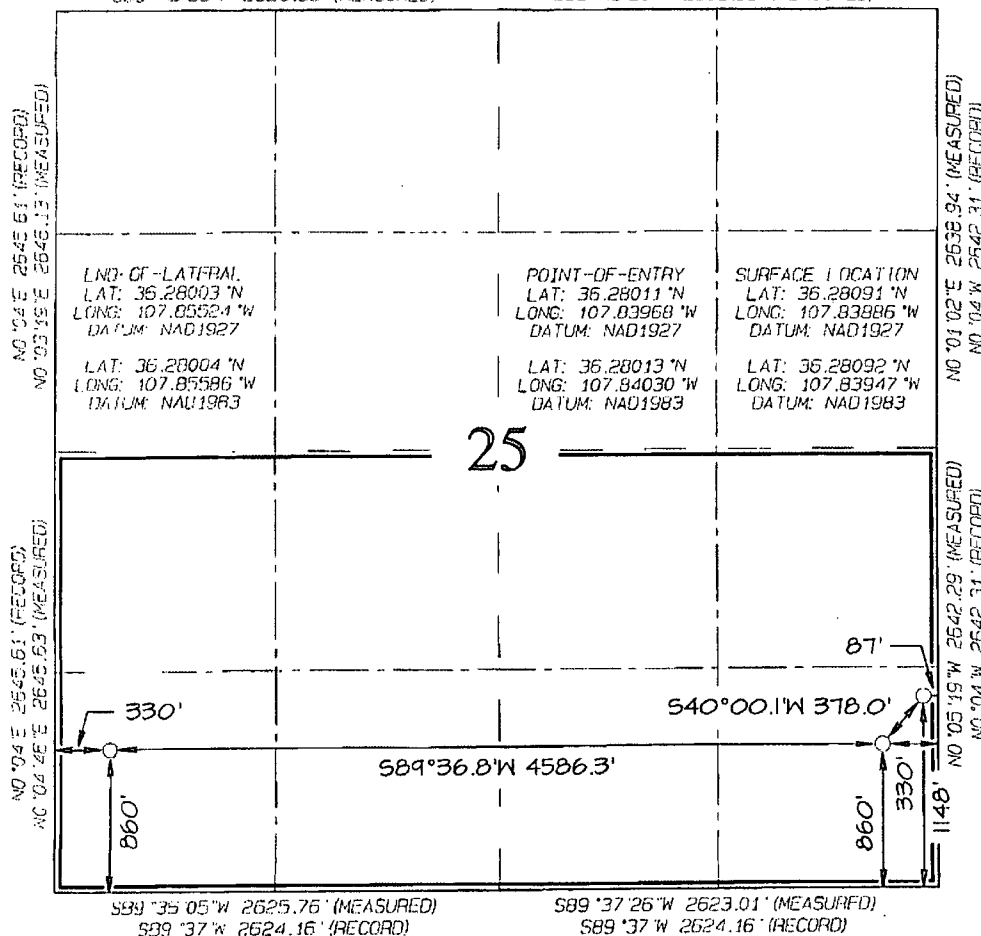 N0°04'E 2645.61' (RECORD)
N0°03'49"E 2646.13' (MEASURED)
N0°01'02"E 2638.94' (MEASURED)
N0°04'W 2642.31' (RECORD)
END-OF-LATERAL
LAT: 36.28003°N
LONG: 107.85524°W
DATUM: NAD1927
LAT: 36.28004°N
LONG: 107.85586°W
DATUM: NAD1983
POINT-OF-ENTRY
LAT: 36.28011°N
LONG: 107.83968°W
DATUM: NAD1927
LAT: 36.28013°N
LONG: 107.84030°W
DATUM: NAD1983
SURFACE LOCATION
LAT: 36.28091°N
LONG: 107.83886°W
DATUM: NAD1927
LAT: 36.28092°N
LONG: 107.83947°W
DATUM: NAD1983
25
N0°04'E 2645.61' (RECORD)
N0°04'46"E 2645.63' (MEASURED)
N0°05'19"W 2642.29' (MEASURED)
N0°04'W 2642.31' (RECORD)
87'
330'
S40°00.1'W 378.0'
S89°36.8'W 4586.3'
860'
860'
330'
1148'
S89°35'05"W 2625.76' (MEASURED)
S89°37'W 2624.16' (RECORD)
S89°37'26"W 2623.01' (MEASURED)
S89°37'W 2624.16' (RECORD)